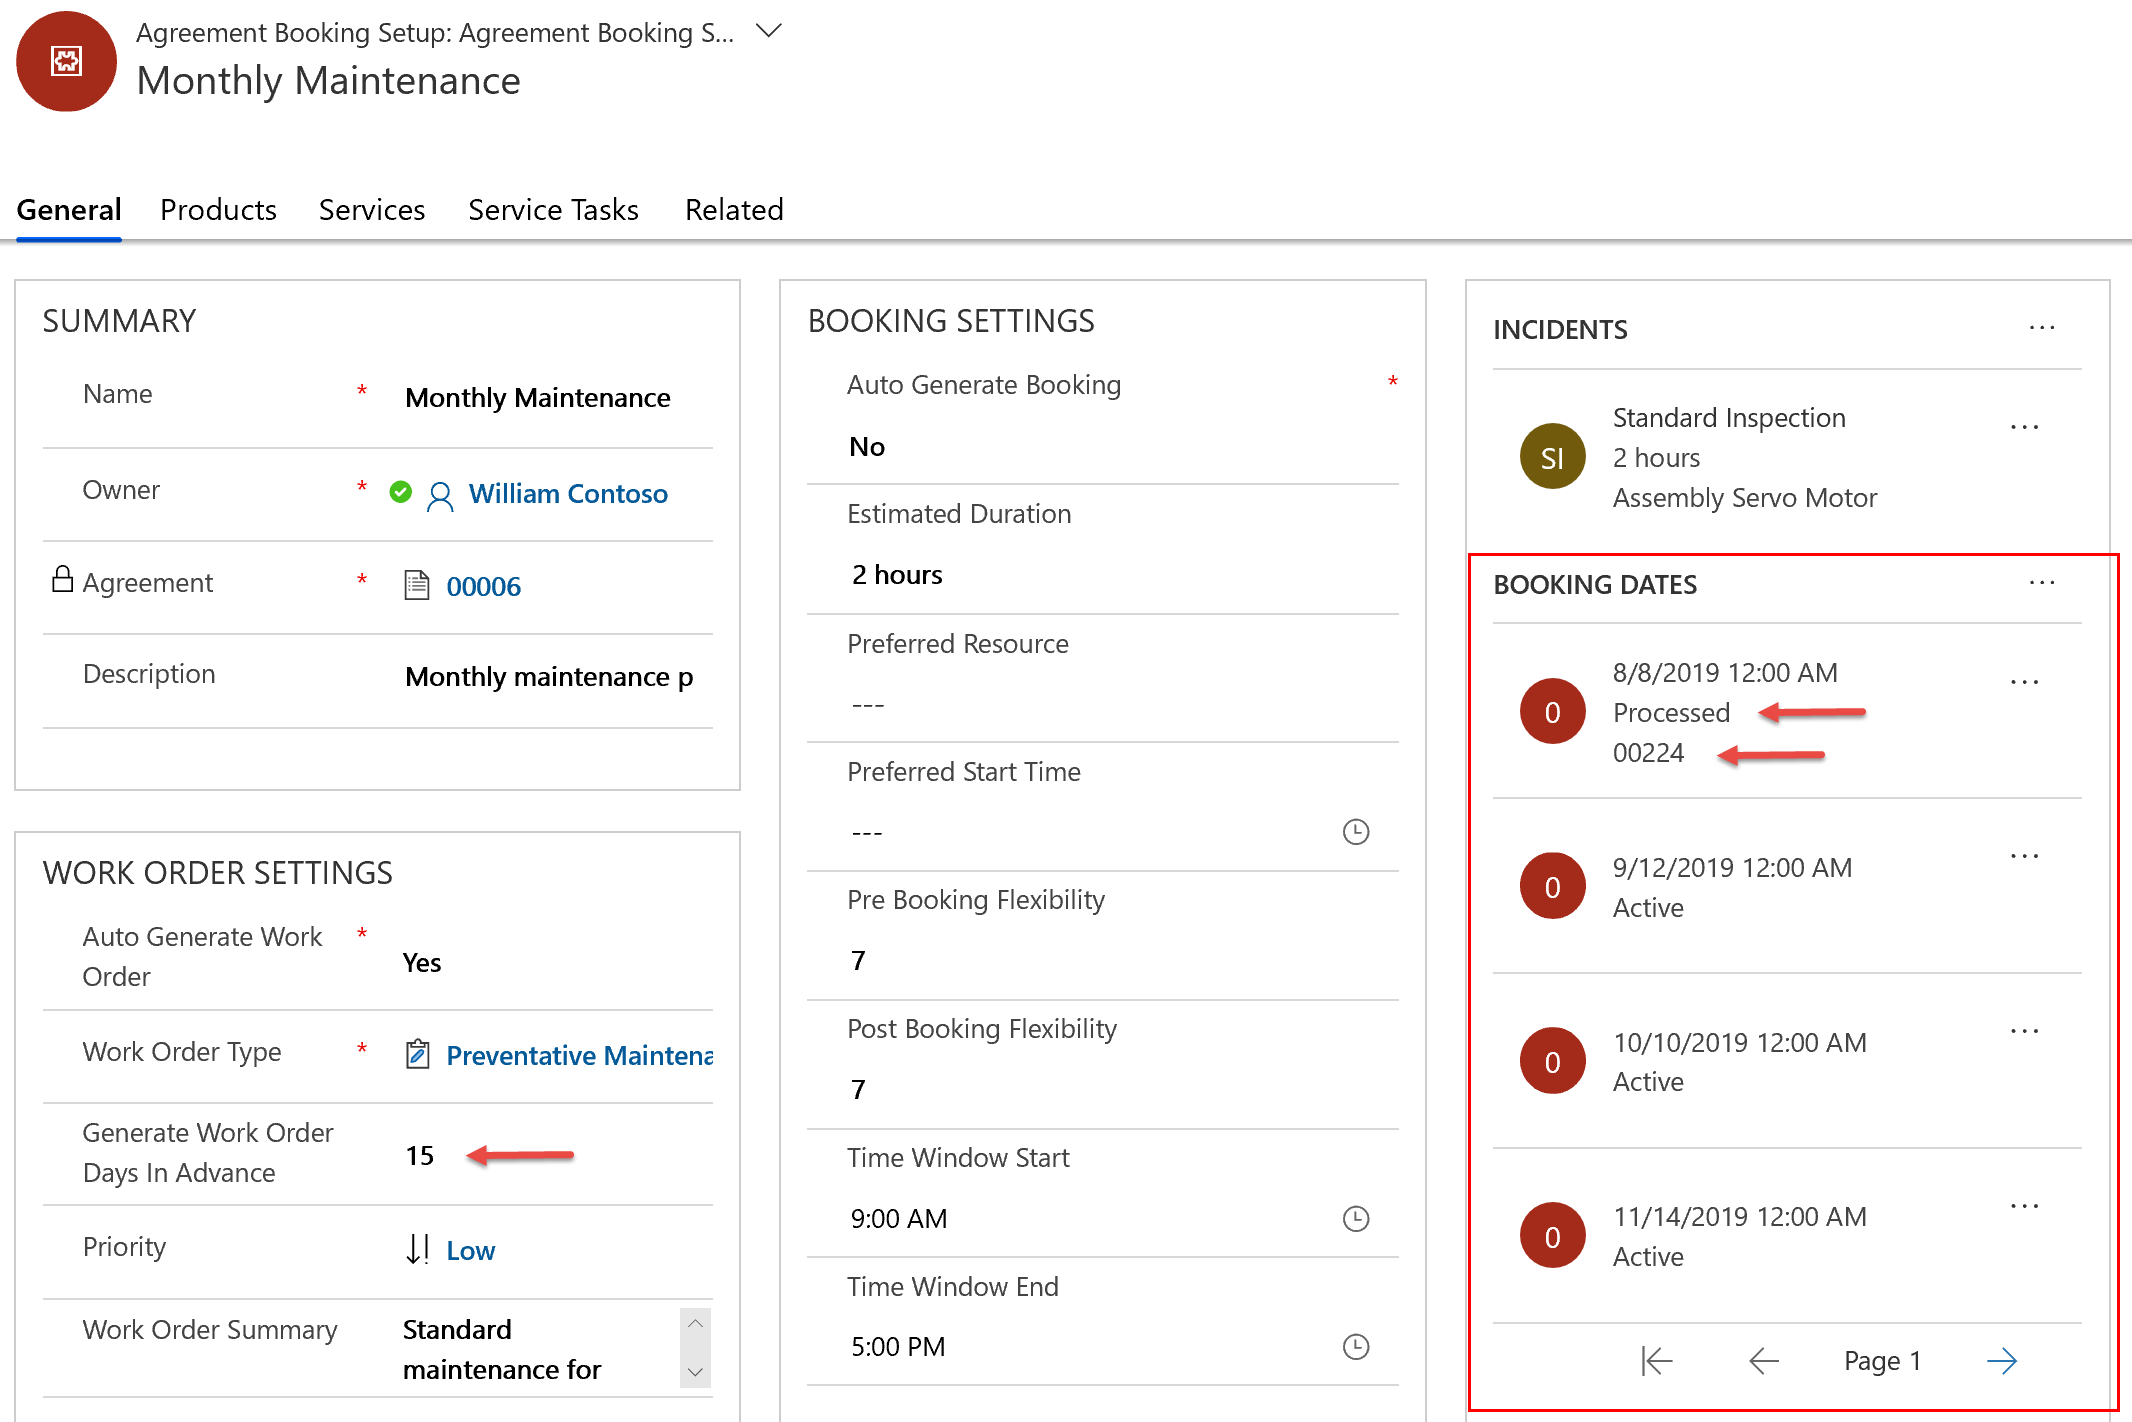 Agreement Booking Setup: Agreement Booking S...
Monthly Maintenance
General Products Services Service Tasks Related
SUMMARY
Name * Monthly Maintenance
Owner * William Contoso
Agreement * 00006
Description Monthly maintenance p
WORK ORDER SETTINGS
Auto Generate Work Order * Yes
Work Order Type * Preventative Maintena
Generate Work Order
Days In Advance 15
Priority Low
Work Order Summary Standard
maintenance for
BOOKING SETTINGS
Auto Generate Booking *
No
Estimated Duration
2 hours
Preferred Resource
---
Preferred Start Time
---
Pre Booking Flexibility
7
Post Booking Flexibility
7
Time Window Start
9:00 AM
Time Window End
5:00 PM
INCIDENTS ...
SI
Standard Inspection ...
2 hours
Assembly Servo Motor
BOOKING DATES ...
0
8/8/2019 12:00 AM ...
Processed
00224
0
9/12/2019 12:00 AM ...
Active
0
10/10/2019 12:00 AM ...
Active
0
11/14/2019 12:00 AM ...
Active
Page 1